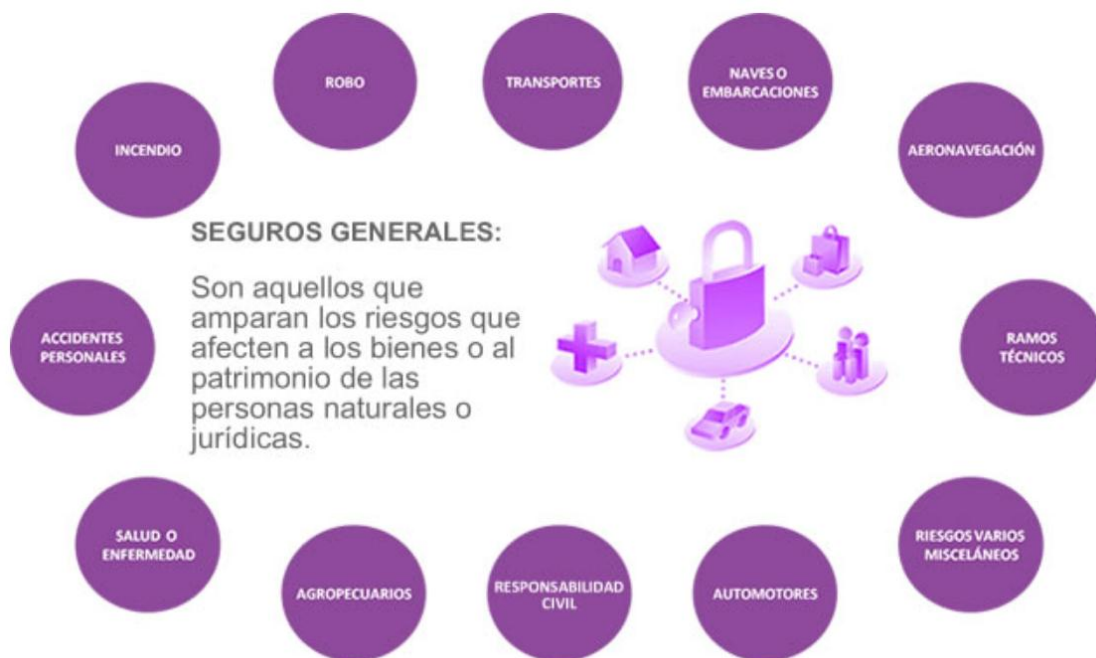 ROBO
TRANSPORTES
NAVES O
EMBARCACIONES
INCENDIO
AERONAVEGACIÓN
SEGUROS GENERALES:
Son aquellos que
amparan los riesgos que
afecten a los bienes o al
patrimonio de las
personas naturales o
jurídicas.
ACCIDENTES
PERSONALES
RAMOS
TÉCNICOS
SALUD O
ENFERMEDAD
AGROPECUARIOS
RESPONSABILIDAD
CIVIL
AUTOMOTORES
RIESGOS VARIOS
MISCELÁNEOS